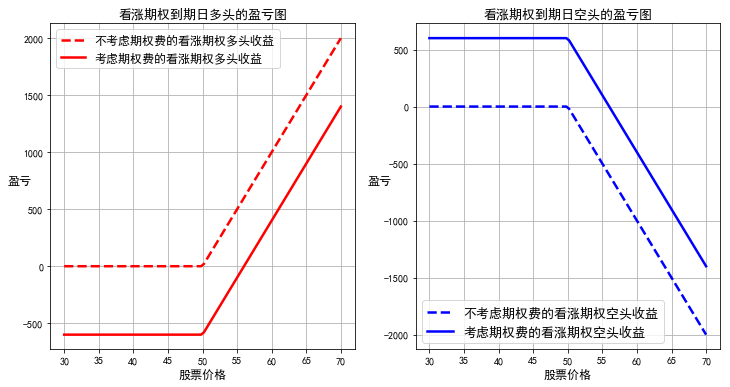 看涨期权到期日多头的盈亏图
不考虑期权费的看涨期权多头收益
考虑期权费的看涨期权多头收益
2000
1500
1000
500
0
−500
盈亏
30 35 40 45 50 55 60 65 70
股票价格
看涨期权到期日空头的盈亏图
500
0
−500
−1000
−1500
−2000
盈亏
不考虑期权费的看涨期权空头收益
考虑期权费的看涨期权空头收益
30 35 40 45 50 55 60 65 70
股票价格